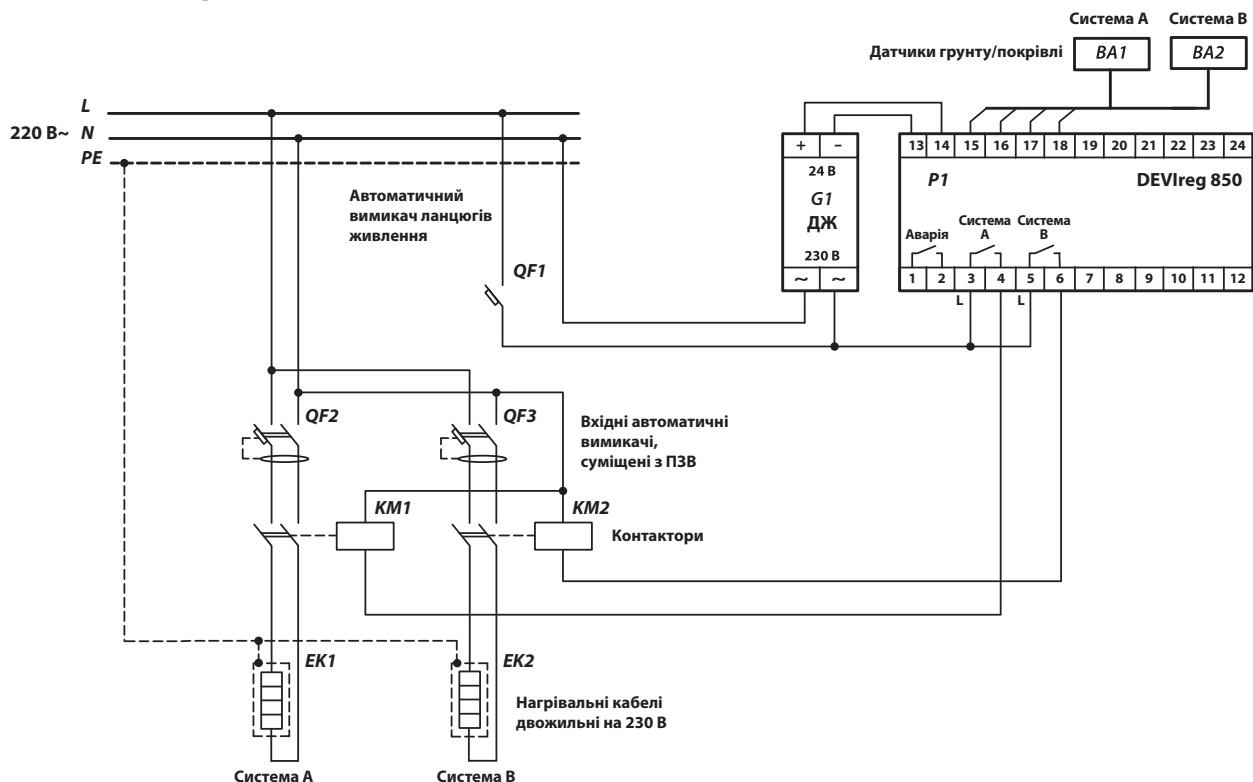 Система А
Система В
Датчики грунту/покрівлі
BA1
BA2
L
220 В~ N
PE
+ –
24 В
G1
ДЖ
230 В
~ ~
13 14 15 16 17 18 19 20 21 22 23 24
P1
DEVIreg 850
Аварія
Система
А
Система
В
1 2 3 4 5 6 7 8 9 10 11 12
L
L
Автоматичний
вимикач ланцюгів
живлення
QF1
QF2
QF3
Вхідні автоматичні
вимикачі,
суміщені з ПЗВ
KM1
KM2
Контактори
EK1
EK2
Нагрівальні кабелі
двожильні на 230 В
Система А
Система В